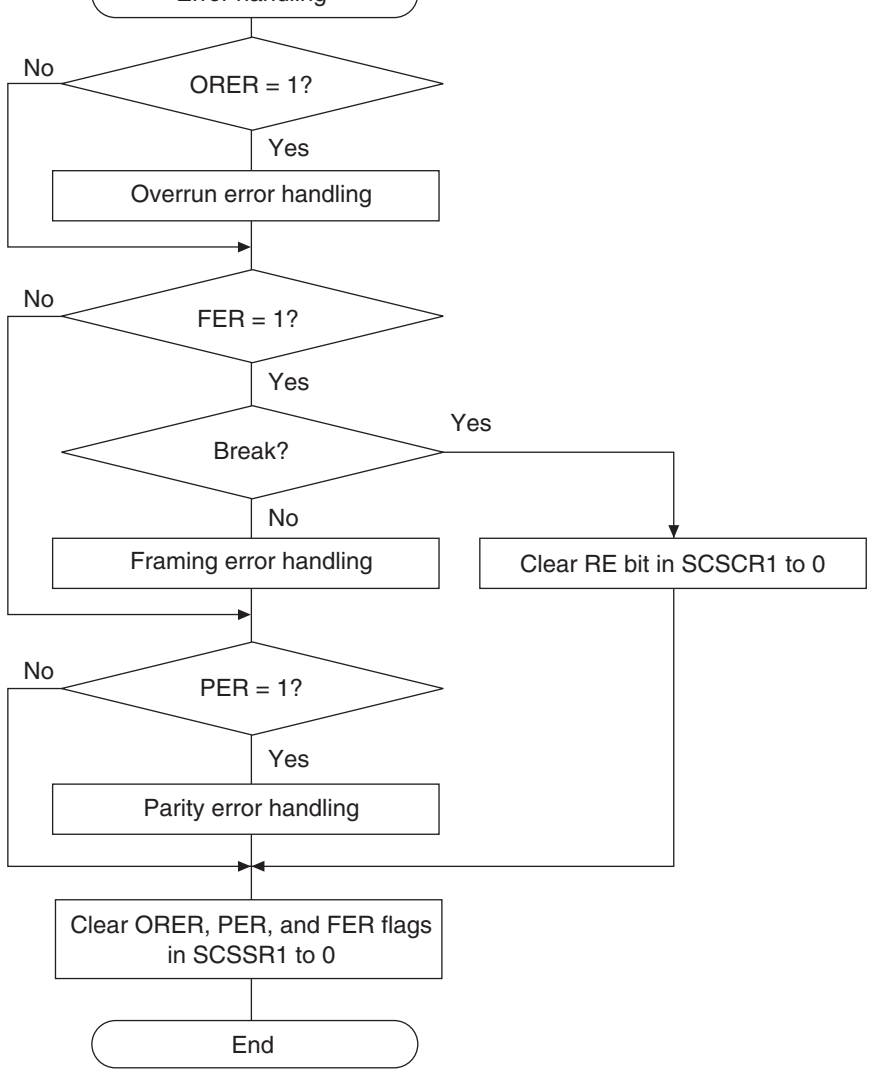 Error handling
No
ORER = 1?
Yes
Overrun error handling
No
FER = 1?
Yes
Break?
Yes
No
Framing error handling
Clear RE bit in SCSCR1 to 0
No
PER = 1?
Yes
Parity error handling
Clear ORER, PER, and FER flags
in SCSSR1 to 0
End